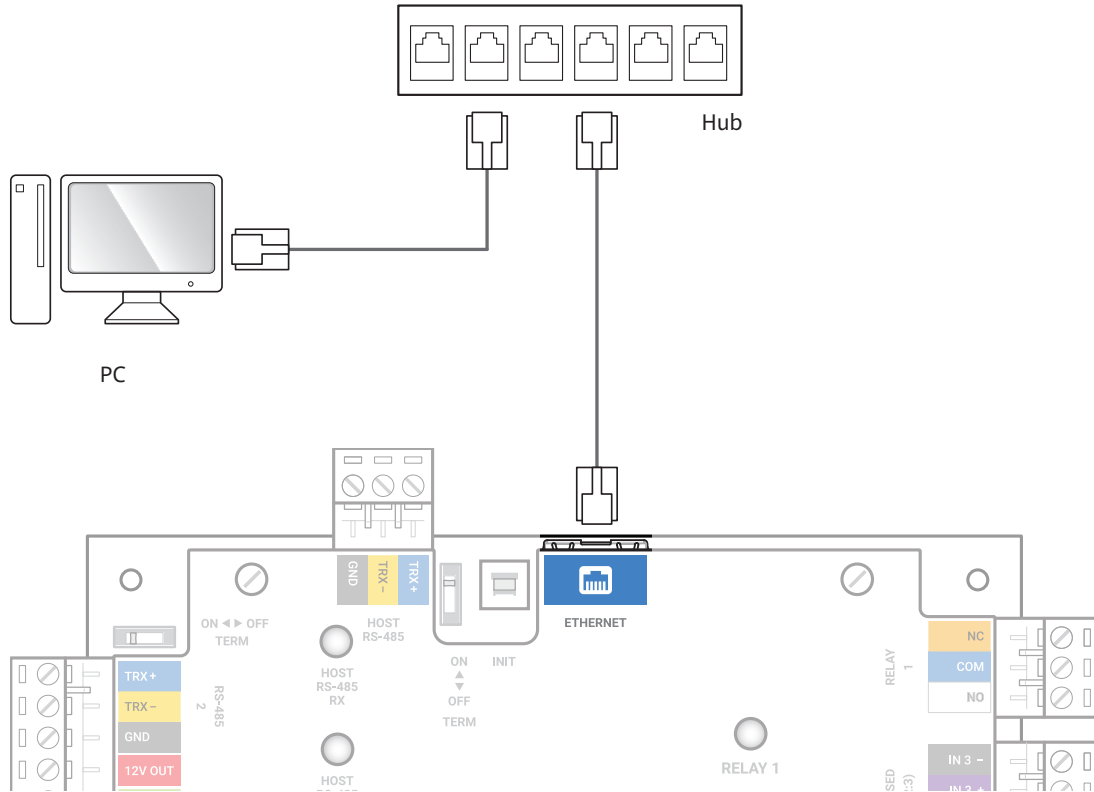 Hub
PC
GND
TRX -
TRX +
ETHERNET
ON ◄ ► OFF
TERM
HOST
RS-485
HOST
RS-485
RX
ON
▲
▼
OFF
TERM
INIT
TRX +
TRX -
GND
12V OUT
RS-485
2
HOST
RELAY 1
RELAY
1
NC
COM
NO
IN 3 -
IN 3 +